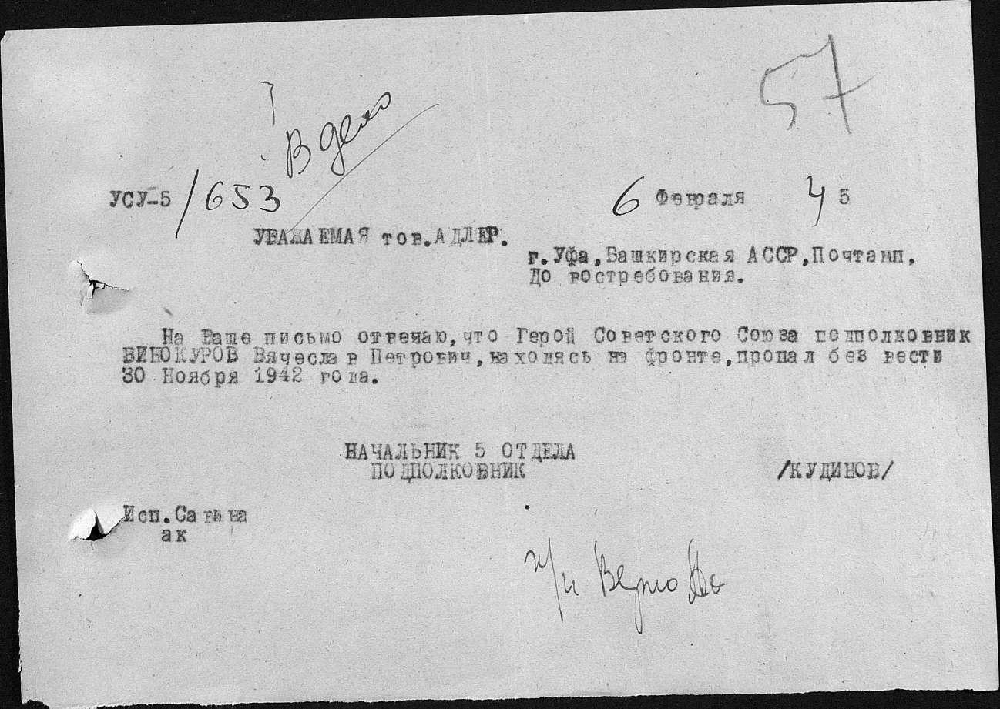 57
В дело
УСУ-5/653
6 Февраля 45
УВАЖАЕМАЯ тов.АДЛЕР.
г.Уфа,Башкирская АССР,Почтамп,
До востребования.
На Ваше письмо отвечаю,что Герой Советского Союза подполковник
ВИНОКУРОВ Вячеслав Петрович,находясь на фронте,пропал без вести
30 Ноября 1942 года.
НАЧАЛЬНИК 5 ОТДЕЛА
ПОДПОЛКОВНИК /КУДИНОВ/
Исп.Савина
ак
п/п Верно